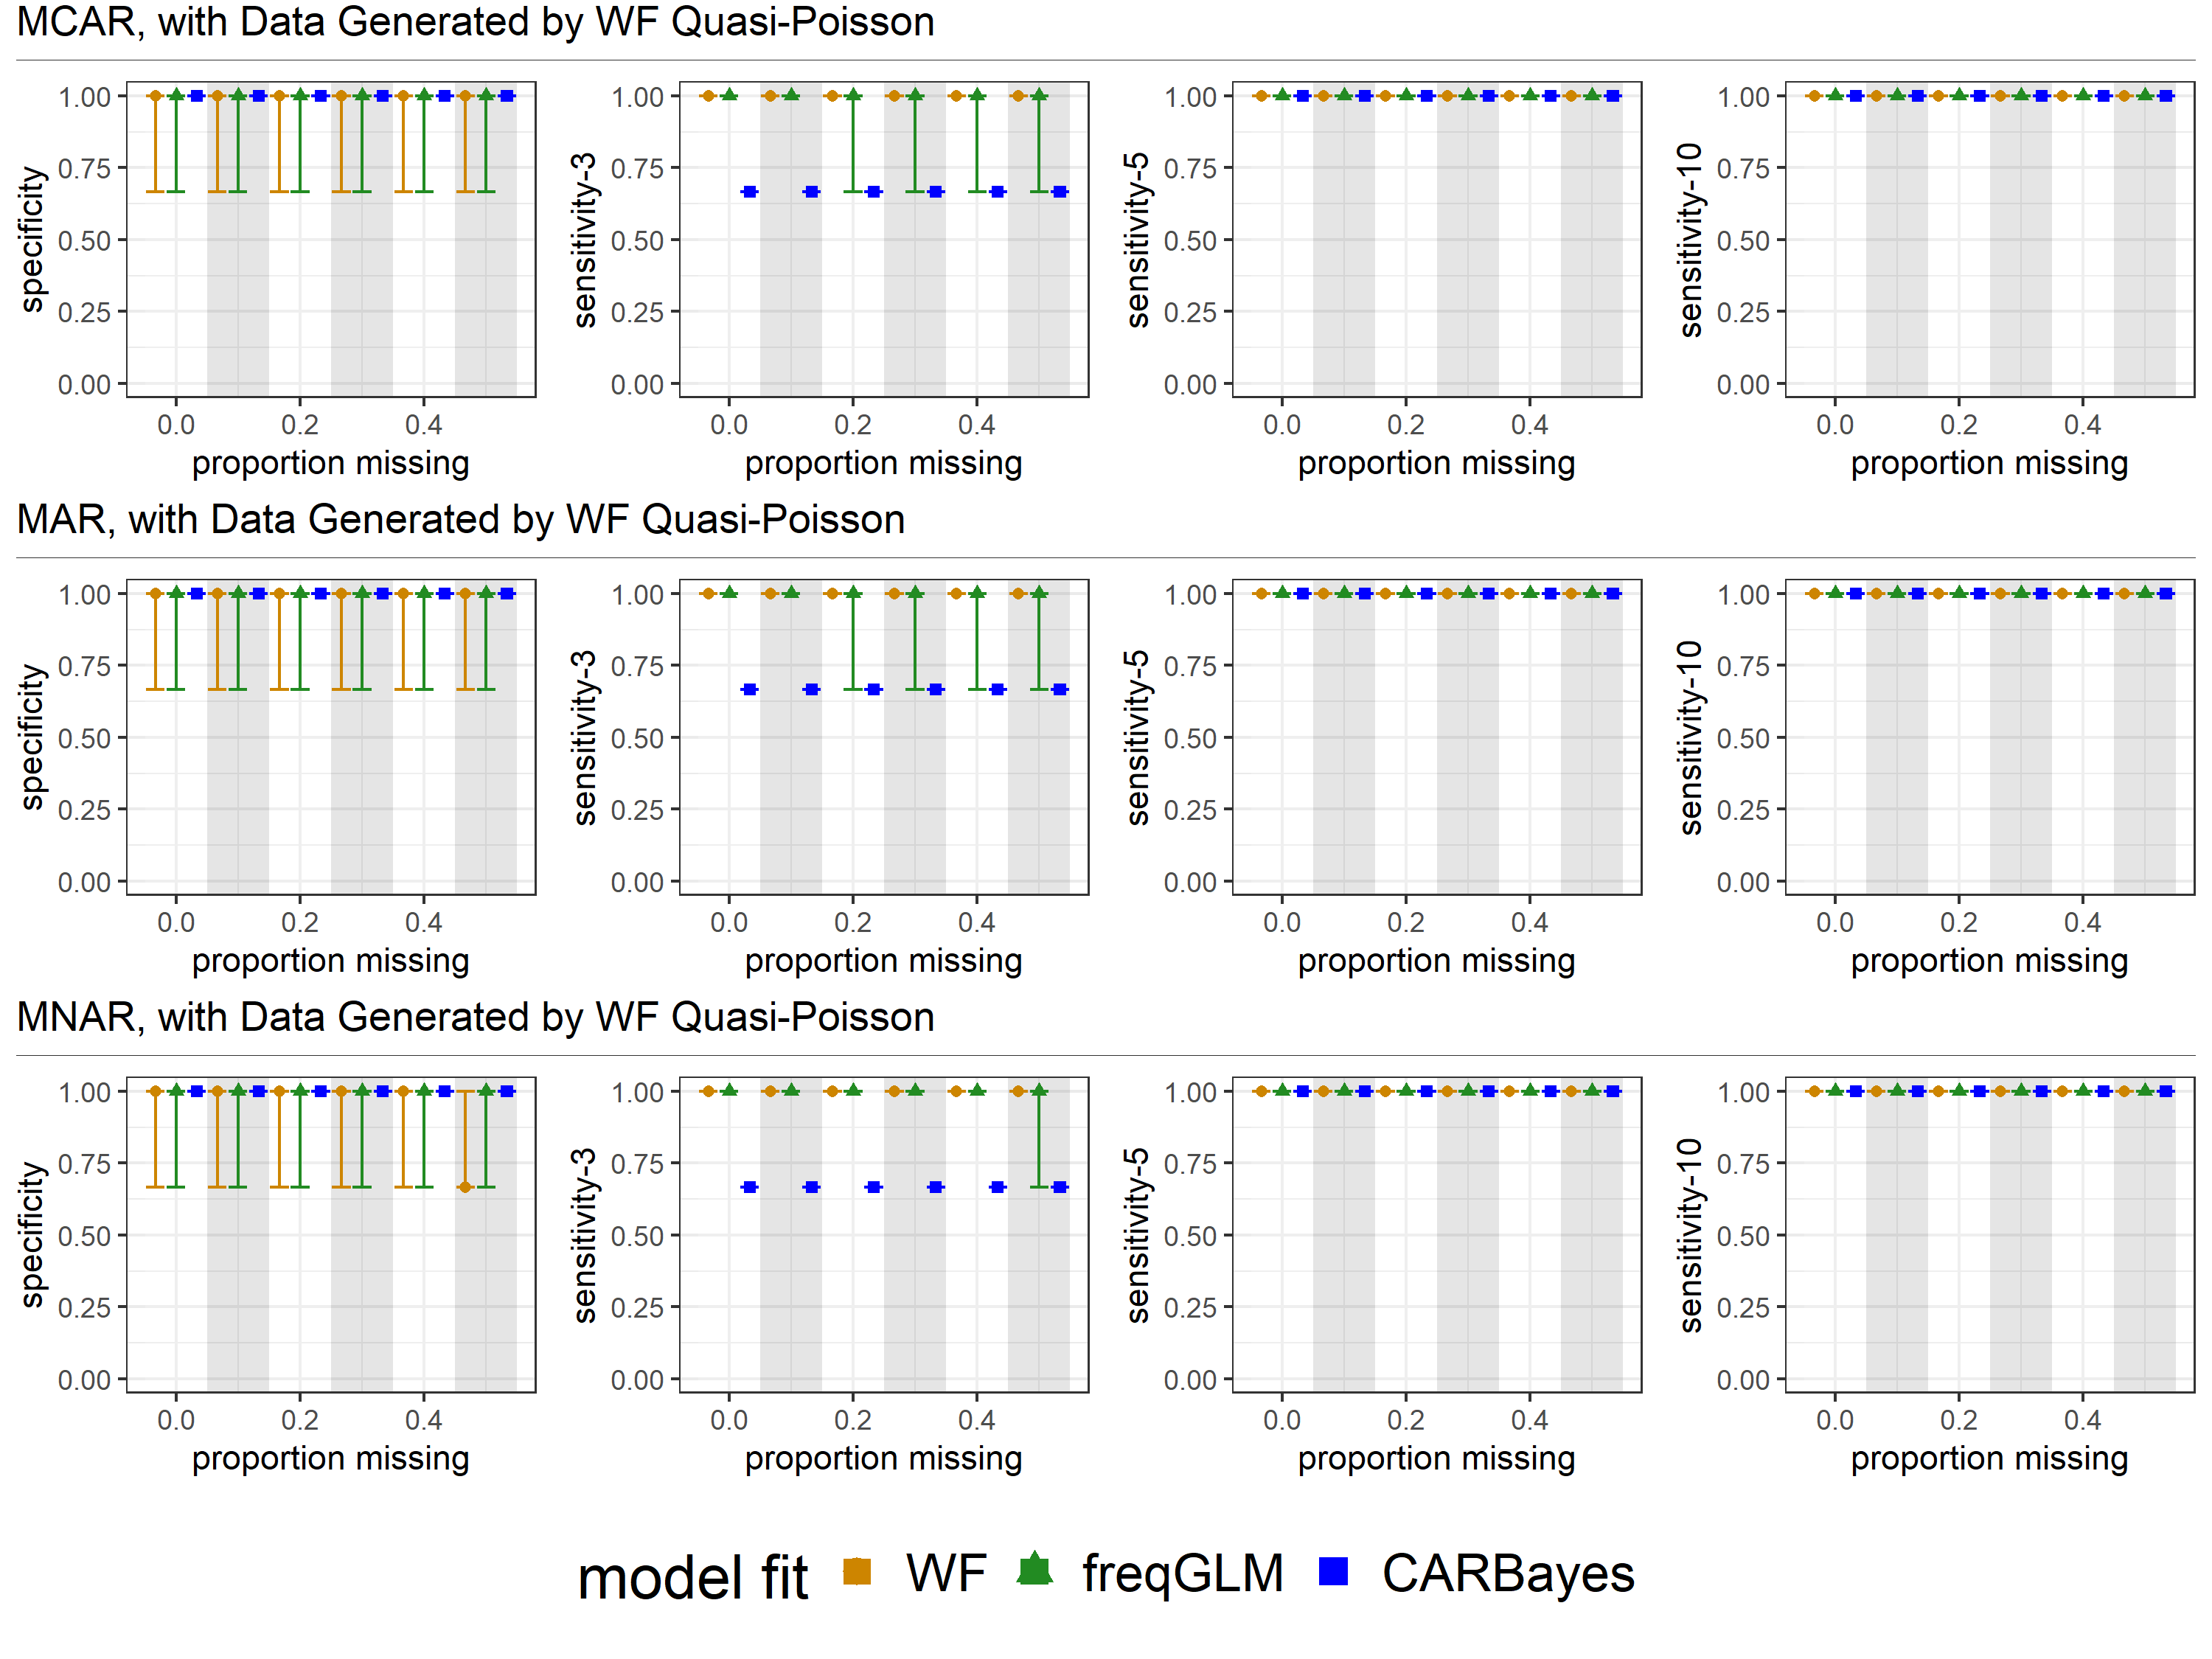 MCAR, with Data Generated by WF Quasi-Poisson
specificity
1.00
0.75
0.50
0.25
0.00
0.0 0.2 0.4
proportion missing
sensitivity-3
1.00
0.75
0.50
0.25
0.00
0.0 0.2 0.4
proportion missing
sensitivity-5
1.00
0.75
0.50
0.25
0.00
0.0 0.2 0.4
proportion missing
sensitivity-10
1.00
0.75
0.50
0.25
0.00
0.0 0.2 0.4
proportion missing
MAR, with Data Generated by WF Quasi-Poisson
specificity
1.00
0.75
0.50
0.25
0.00
0.0 0.2 0.4
proportion missing
sensitivity-3
1.00
0.75
0.50
0.25
0.00
0.0 0.2 0.4
proportion missing
sensitivity-5
1.00
0.75
0.50
0.25
0.00
0.0 0.2 0.4
proportion missing
sensitivity-10
1.00
0.75
0.50
0.25
0.00
0.0 0.2 0.4
proportion missing
MNAR, with Data Generated by WF Quasi-Poisson
specificity
1.00
0.75
0.50
0.25
0.00
0.0 0.2 0.4
proportion missing
sensitivity-3
1.00
0.75
0.50
0.25
0.00
0.0 0.2 0.4
proportion missing
sensitivity-5
1.00
0.75
0.50
0.25
0.00
0.0 0.2 0.4
proportion missing
sensitivity-10
1.00
0.75
0.50
0.25
0.00
0.0 0.2 0.4
proportion missing
model fit WF freqGLM CARBayes